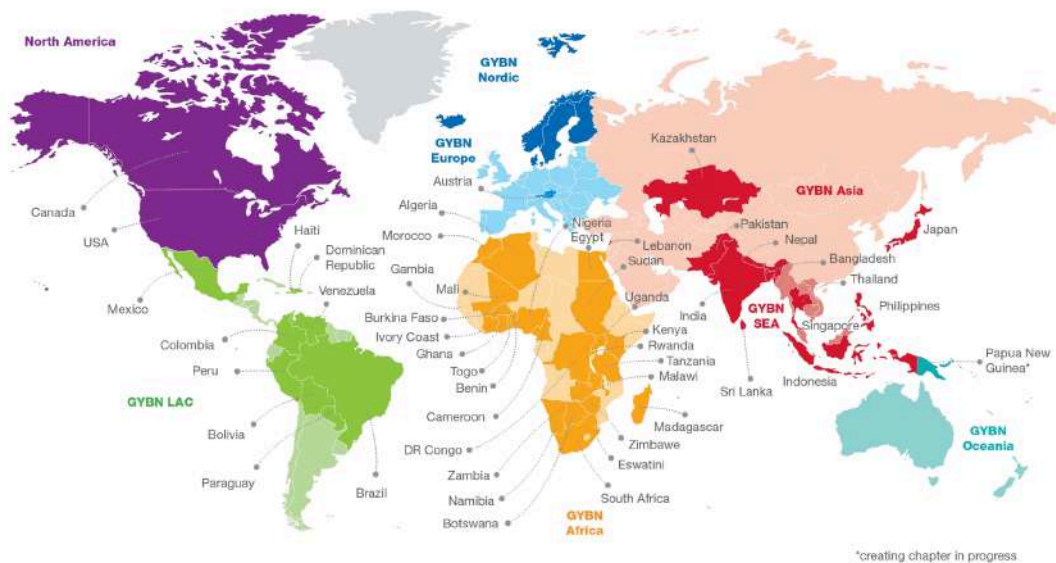 North America
GYBN
Nordic
GYBN
Europe
Austria
Kazakhstan
GYBN Asia
Canada
USA
Haiti
Dominican
Republic
Algeria
Morocco
Nigeria
Egypt
Lebanon
Pakistan
Nepal
Japan
Gambia
Sudan
Bangladesh
Thailand
Mexico
Venezuela
Mali
Uganda
India
GYBN
SEA
Philippines
Burkina Faso
Ivory Coast
Kenya
Singapore
Colombia
Ghana
Rwanda
Peru
Togo
Tanzania
Papua New
Guinea*
Benin
Malawi
Sri Lanka
Indonesia
GYBN LAC
Cameroon
Madagascar
Bolivia
DR Congo
Zimbawe
GYBN
Oceania
Paraguay
Brazil
Zambia
Eswatini
Namibia
South Africa
Botswana
GYBN
Africa
*creating chapter in progress